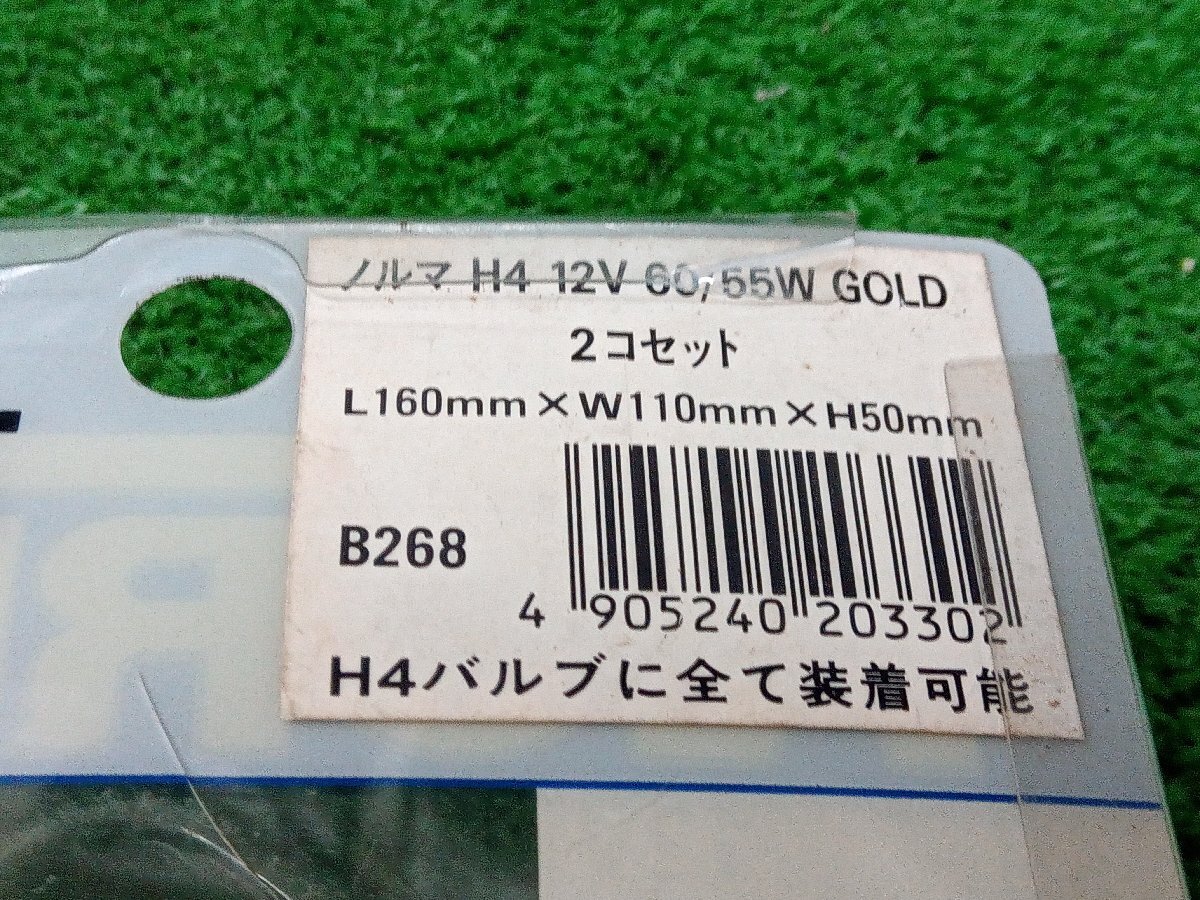 ノルマ H4 12V 60/55W GOLD
2コセット
L160mm×W110mm×H50mm
B268
4 905240 203302
H4バルブに全て装着可能